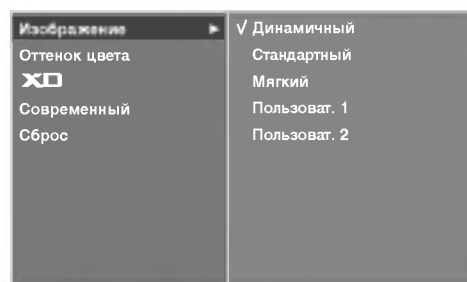 Изображение ►
Оттенок цвета
XD
Современный
Сброс
√ Динамичный
Стандартный
Мягкий
Пользоват. 1
Пользоват. 2